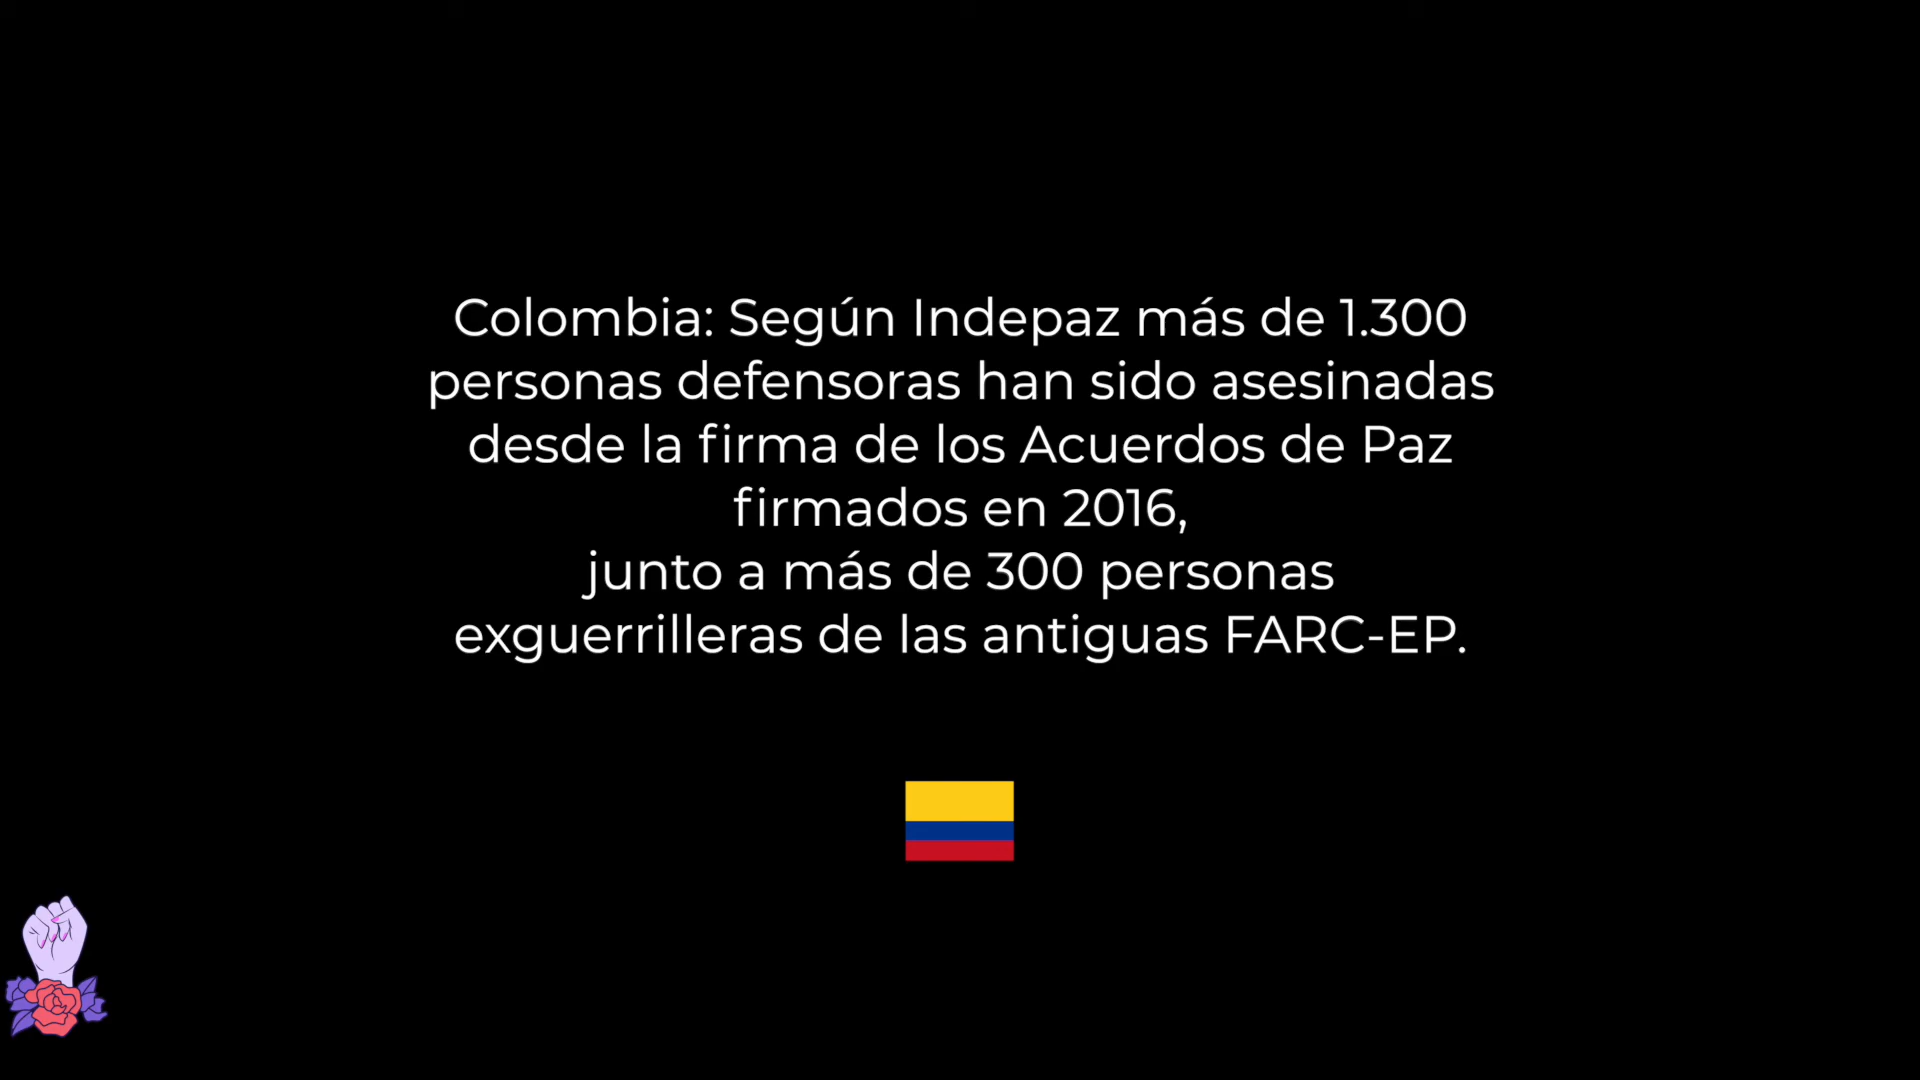 Colombia: Según Indepaz más de 1.300
personas defensoras han sido asesinadas
desde la firma de los Acuerdos de Paz
firmados en 2016,
junto a más de 300 personas
exguerrilleras de las antiguas FARC-EP.